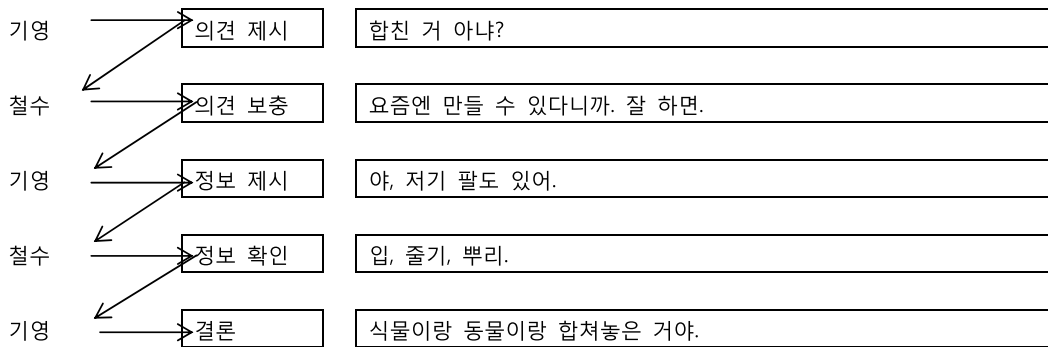 기영 의견 제시 합친 거 아냐?
철수 의견 보충 요즘엔 만들 수 있다니까. 잘 하면.
기영 정보 제시 야, 저기 팔도 있어.
철수 정보 확인 입, 줄기, 뿌리.
기영 결론 식물이랑 동물이랑 합쳐놓은 거야.